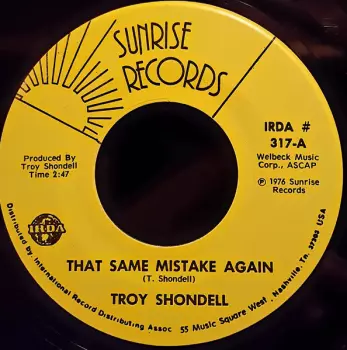 SUNRISE
RECORDS
IRDA #
317-A
Welbeck Music
Corp., ASCAP
Produced By
Troy Shondell
Time 2:47
℗ 1976 Sunrise
Records
IRDA
THAT SAME MISTAKE AGAIN
(T. Shondell)
TROY SHONDELL
Distributed by: International Record Distributing Assoc 55 Music Square West, Nashville, Tn. 37203 USA